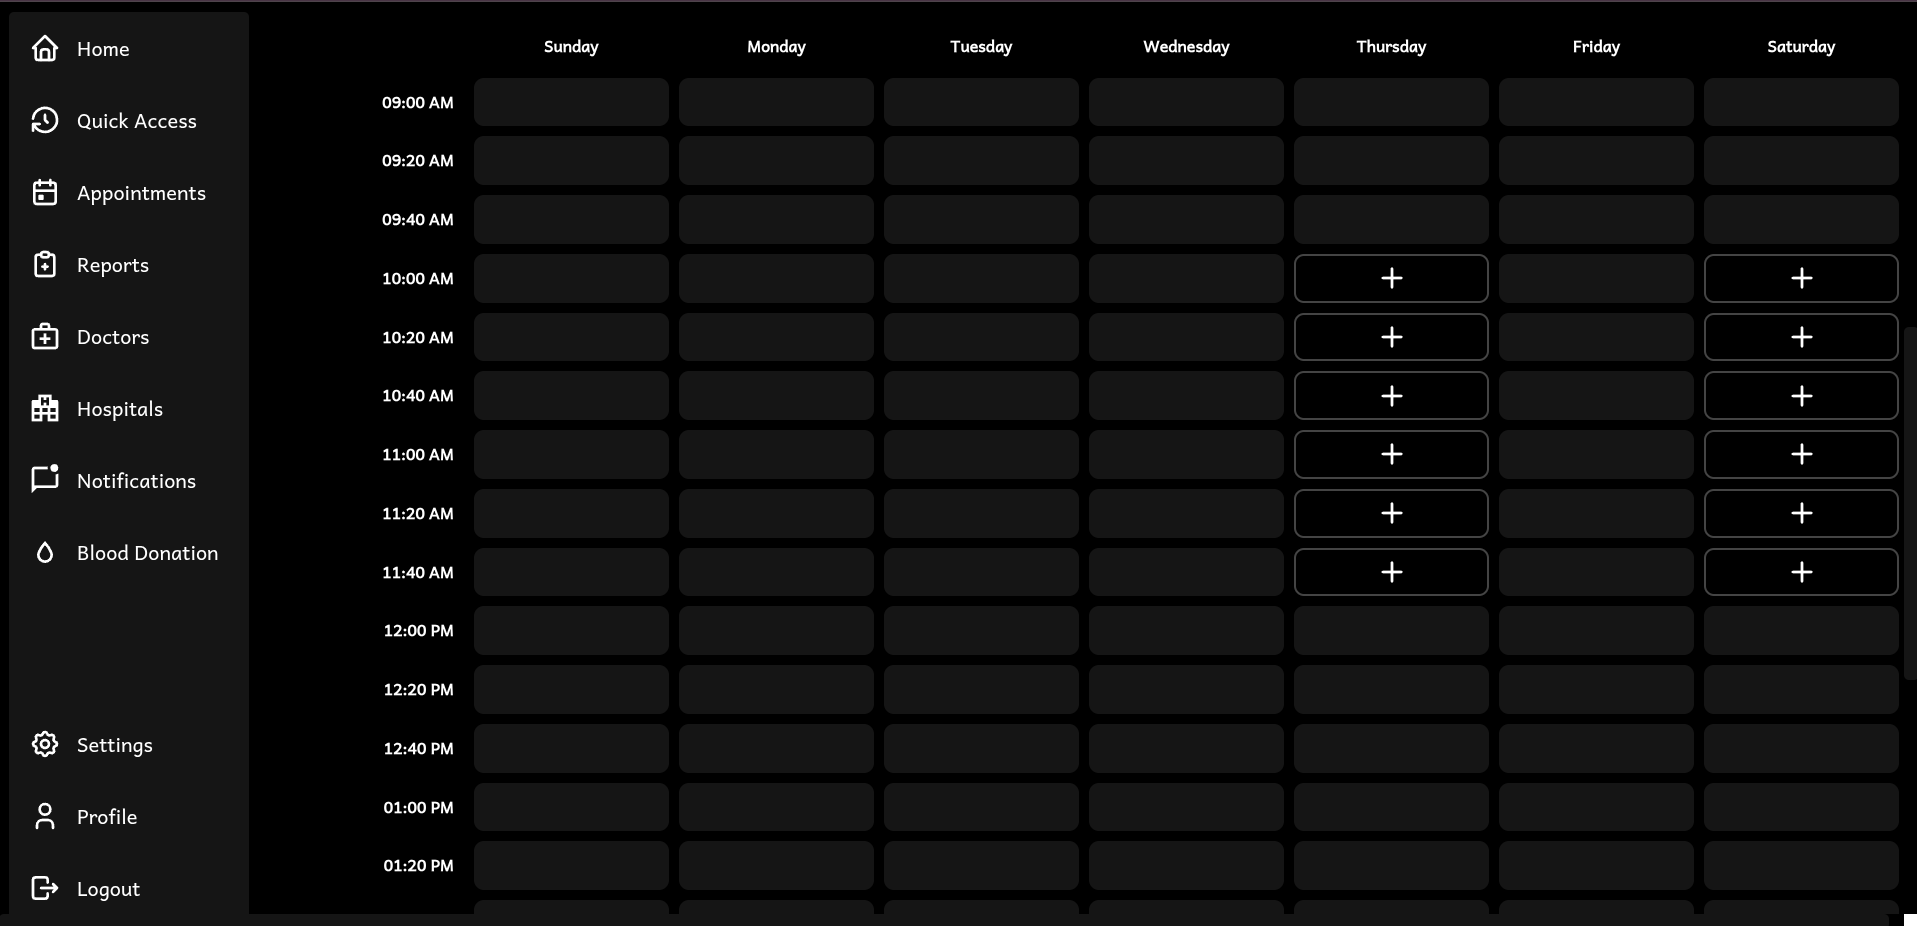 Home
Quick Access
Appointments
Reports
Doctors
Hospitals
Notifications
Blood Donation
Settings
Profile
Logout
Sunday Monday Tuesday Wednesday Thursday Friday Saturday
09:00 AM
09:20 AM
09:40 AM
10:00 AM
10:20 AM
10:40 AM
11:00 AM
11:20 AM
11:40 AM
12:00 PM
12:20 PM
12:40 PM
01:00 PM
01:20 PM